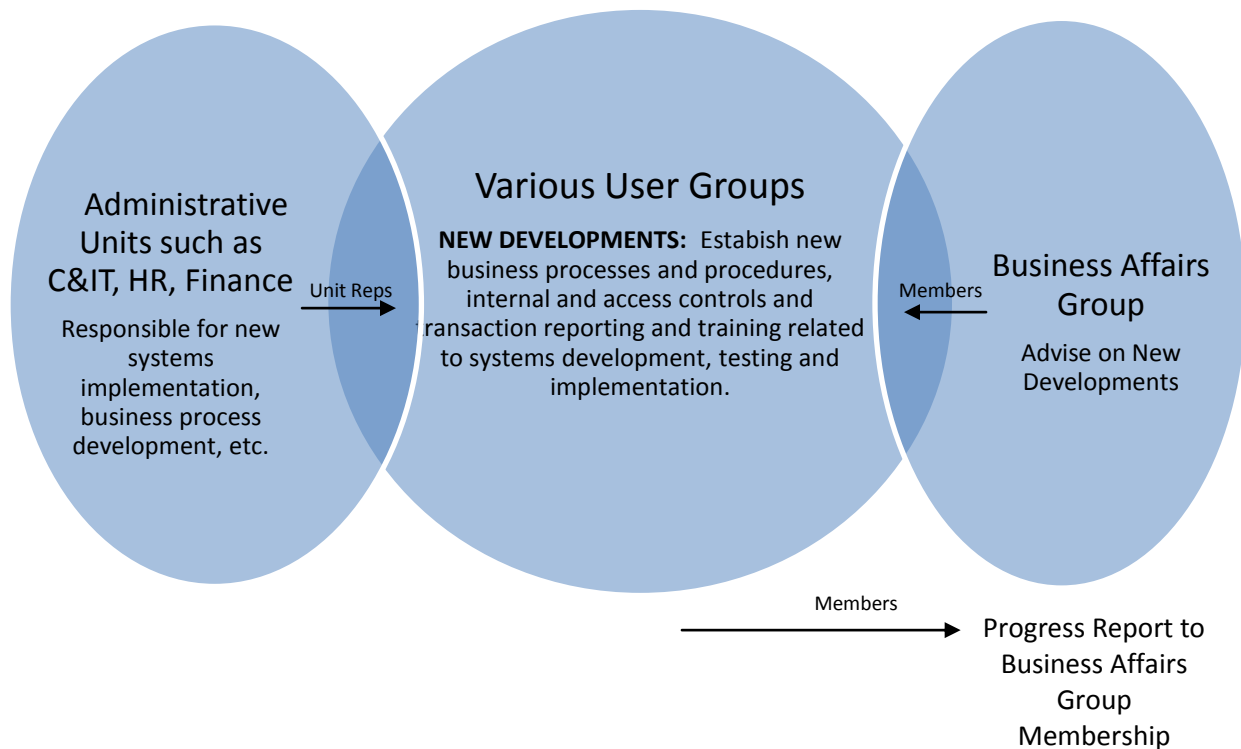 Administrative
Units such as
C&IT, HR, Finance
Responsible for new
systems
implementation,
business process
development, etc.
Unit Reps
Various User Groups
NEW DEVELOPMENTS: Estabish new
business processes and procedures,
internal and access controls and
transaction reporting and training related
to systems development, testing and
implementation.
Members
Business Affairs
Group
Advise on New
Developments
Members
Progress Report to
Business Affairs
Group
Membership